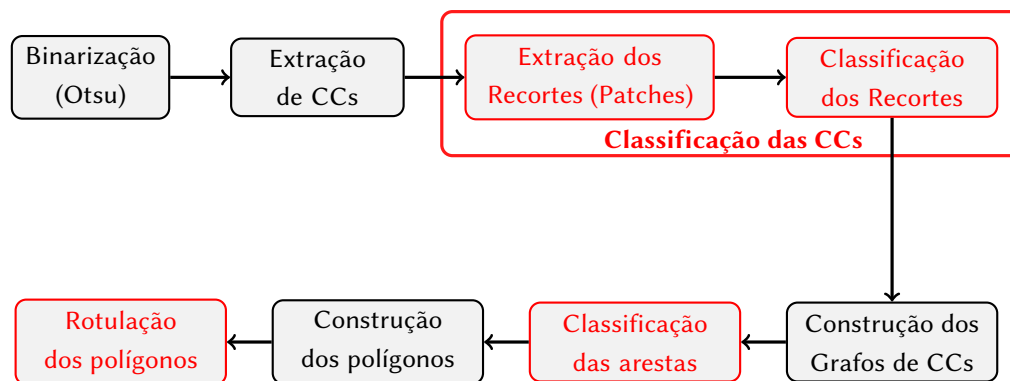 Binarização
(Otsu)
Extração
de CCs
Extração dos
Recortes (Patches)
Classificação
dos Recortes
Classificação das CCs
Construção dos
Grafos de CCs
Classificação
das arestas
Construção
dos polígonos
Rotulação
dos polígonos